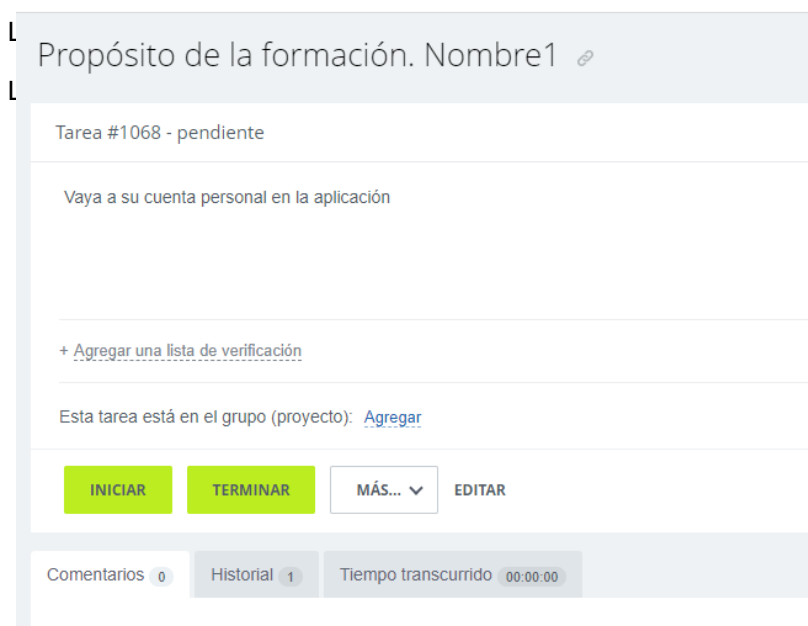 L
Propósito de la formación. Nombre1
L
Tarea #1068 - pendiente
Vaya a su cuenta personal en la aplicación
+ Agregar una lista de verificación
Esta tarea está en el grupo (proyecto): Agregar
INICIAR TERMINAR MÁS... EDITAR
Comentarios 0 Historial 1 Tiempo transcurrido 00:00:00